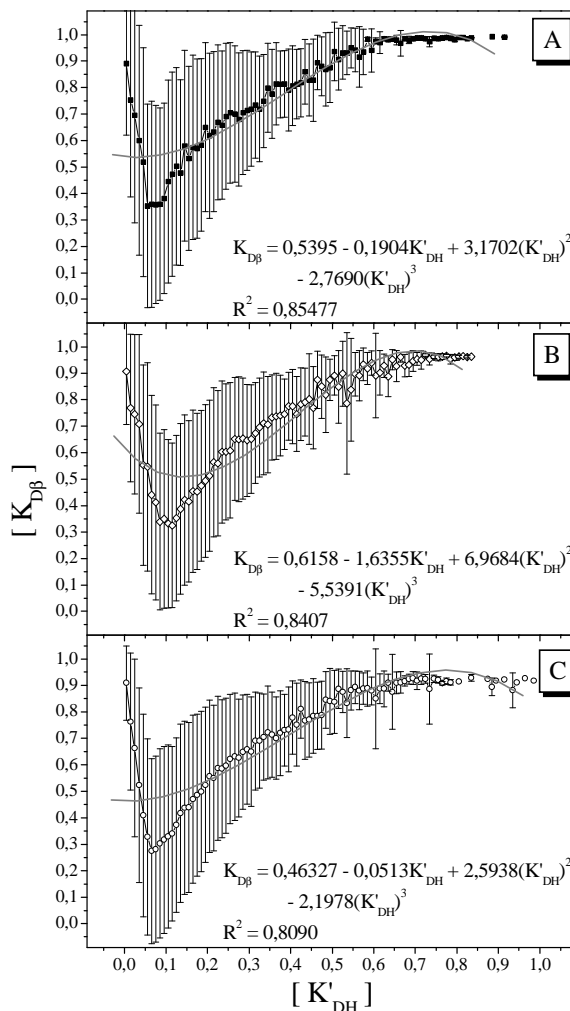 1,0
0,9
0,8
0,7
0,6
0,5
0,4
0,3
0,2
0,1
0,0
A
K_Dβ = 0,5395 - 0,1904K'_DH + 3,1702(K'_DH)^2
- 2,7690(K'_DH)^3
R^2 = 0,85477
1,0
0,9
0,8
0,7
0,6
0,5
0,4
0,3
0,2
0,1
0,0
B
K_Dβ = 0,6158 - 1,6355K'_DH + 6,9684(K'_DH)^2
- 5,5391(K'_DH)^3
R^2 = 0,8407
[ K_Dβ ]
1,0
0,9
0,8
0,7
0,6
0,5
0,4
0,3
0,2
0,1
0,0
C
K_Dβ = 0,46327 - 0,0513K'_DH + 2,5938(K'_DH)^2
- 2,1978(K'_DH)^3
R^2 = 0,8090
0,0 0,1 0,2 0,3 0,4 0,5 0,6 0,7 0,8 0,9 1,0
[ K'_DH ]